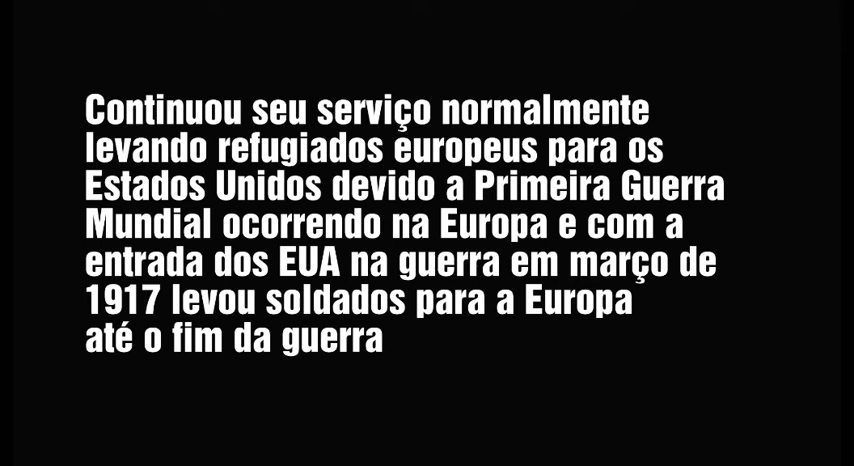 Continuou seu serviço normalmente
levando refugiados europeus para os
Estados Unidos devido a Primeira Guerra
Mundial ocorrendo na Europa e com a
entrada dos EUA na guerra em março de
1917 levou soldados para a Europa
até o fim da guerra